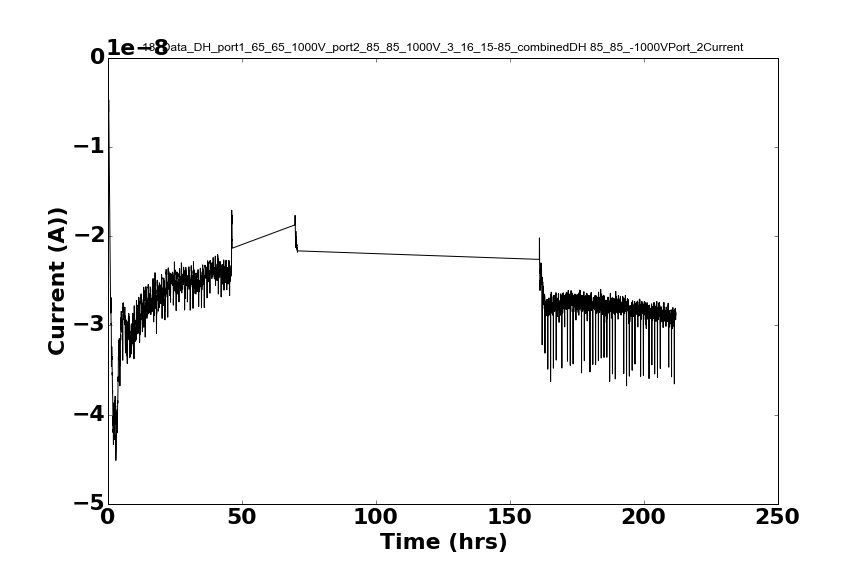 1e−8
18_Data_DH_port1_65_65_1000V_port2_85_85_1000V_3_16_15-85_combinedDH 85_85_-1000VPort_2Current
0
−1
−2
−3
−4
−5
Current (A))
0 50 100 150 200 250
Time (hrs)